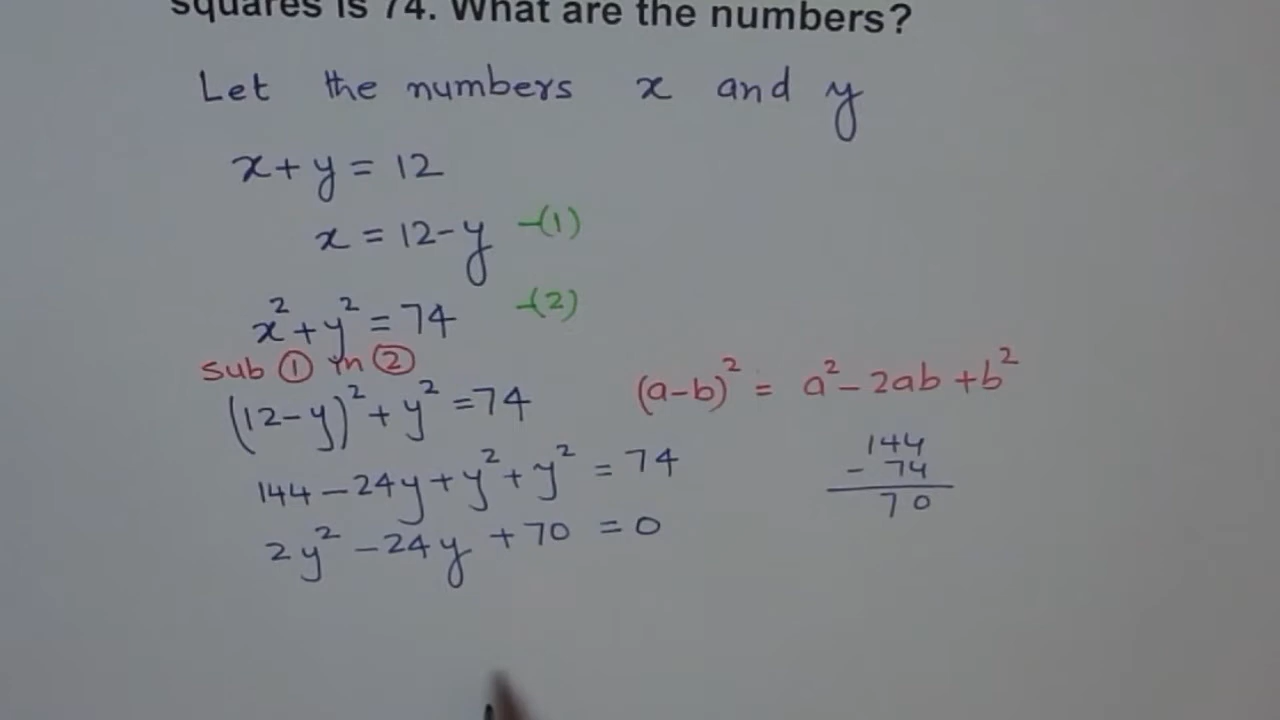 squares is 74. What are the numbers?
Let the numbers x and y
x + y = 12
x = 12 - y -(1)
x² + y² = 74 -(2)
Sub ① in ②
(12 - y)² + y² = 74
(a - b)² = a² - 2ab + b²
144 - 24y + y² + y² = 74
144
- 74
70
2y² - 24y + 70 = 0